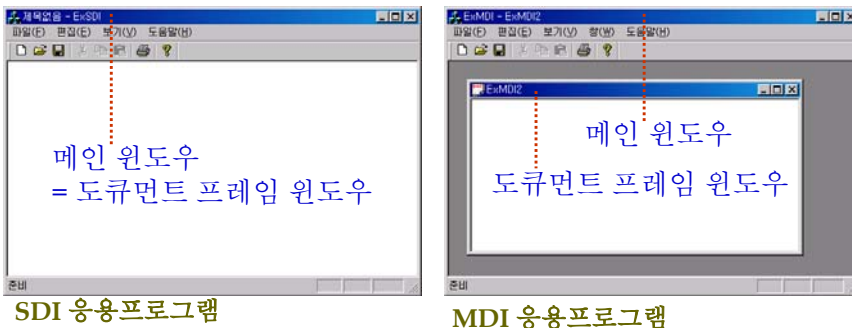 제목없음 - ExSDI
파일(F) 편집(E) 보기(V) 도움말(H)
메인 윈도우
= 도큐먼트 프레임 윈도우
준비
SDI 응용프로그램
ExMDI - ExMDI2
파일(F) 편집(E) 보기(V) 창(W) 도움말(H)
ExMDI2
메인 윈도우
도큐먼트 프레임 윈도우
준비
MDI 응용프로그램